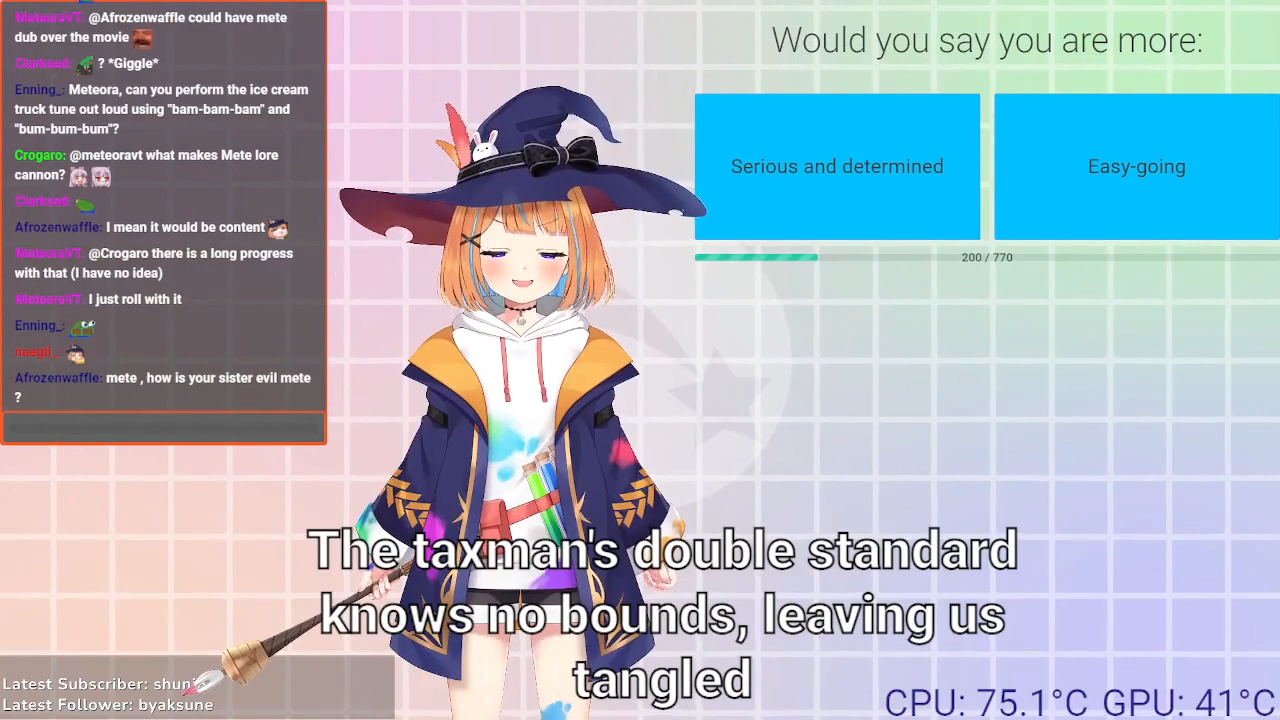 MeteoraVT: @Afrozenwaffle could have mete
dub over the movie
Clarksed: ? *Giggle*
Enning_: Meteora, can you perform the ice cream
truck tune out loud using "bam-bam-bam" and
"bum-bum-bum"?
Crogaro: @meteoravt what makes Mete lore
cannon?
Clerksed:
Afrozenwaffle: I mean it would be content
MeteoraVT: @Crogaro there is a long progress
with that (I have no idea)
MeteoraVT: I just roll with it
Enning_:
Afrozenwaffle: mete , how is your sister evil mete
?
Would you say you are more:
Serious and determined
Easy-going
200 / 770
The taxman's double standard
knows no bounds, leaving us
tangled
Latest Subscriber:
Latest Follower: byaksune
CPU: 75.1°C GPU: 41°C